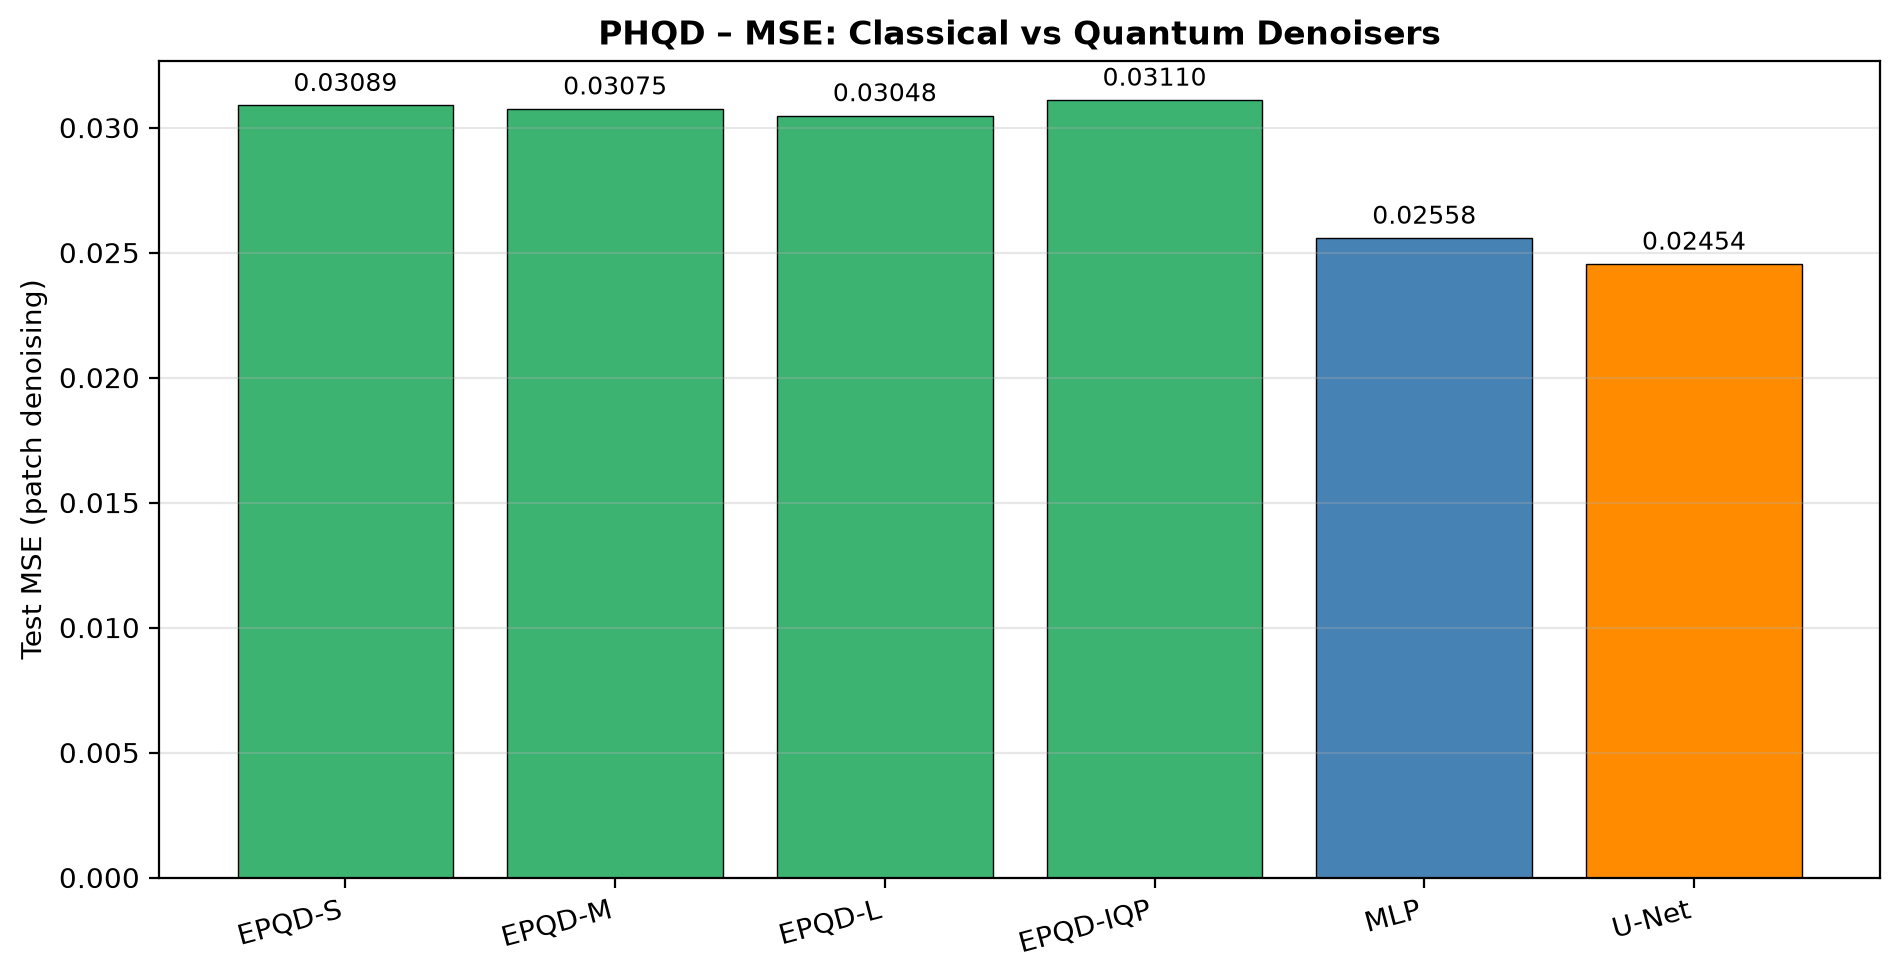 PHQD – MSE: Classical vs Quantum Denoisers
Test MSE (patch denoising)
0.030
0.025
0.020
0.015
0.010
0.005
0.000
0.03089
0.03075
0.03048
0.03110
0.02558
0.02454
EPQD-S
EPQD-M
EPQD-L
EPQD-IQP
MLP
U-Net